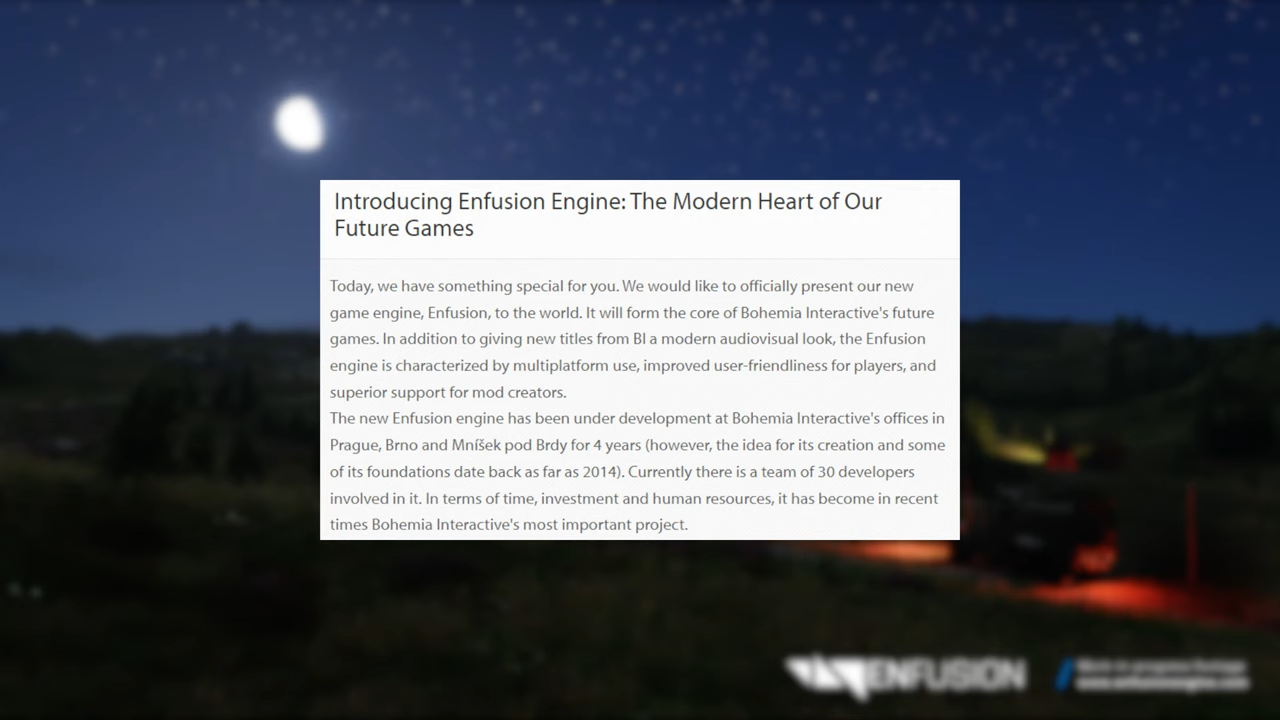 Introducing Enfusion Engine: The Modern Heart of Our
Future Games
Today, we have something special for you. We would like to officially present our new
game engine, Enfusion, to the world. It will form the core of Bohemia Interactive's future
games. In addition to giving new titles from BI a modern audiovisual look, the Enfusion
engine is characterized by multiplatform use, improved user-friendliness for players, and
superior support for mod creators.
The new Enfusion engine has been under development at Bohemia Interactive's offices in
Prague, Brno and Mníšek pod Brdy for 4 years (however, the idea for its creation and some
of its foundations date back as far as 2014). Currently there is a team of 30 developers
involved in it. In terms of time, investment and human resources, it has become in recent
times Bohemia Interactive's most important project.
ENFUSION
Work-in-progress footage
www.enfusionengine.com